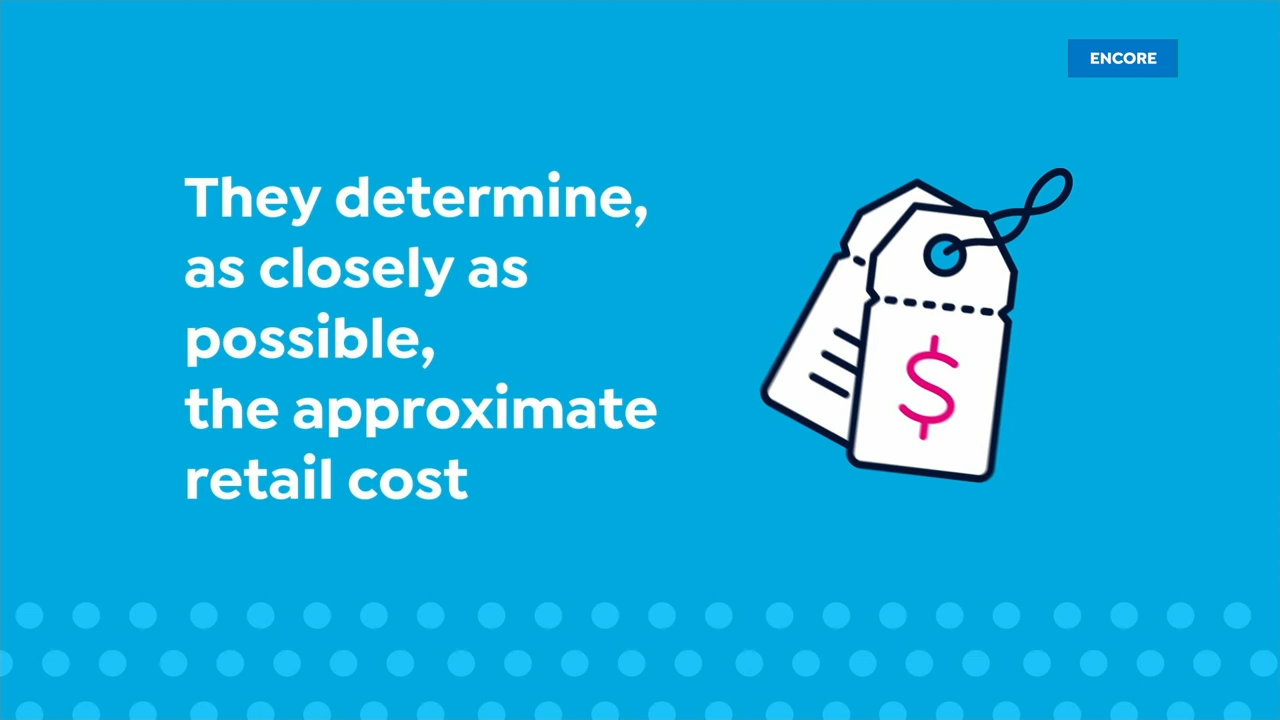 ENCORE
They determine,
as closely as
possible,
the approximate
retail cost
$